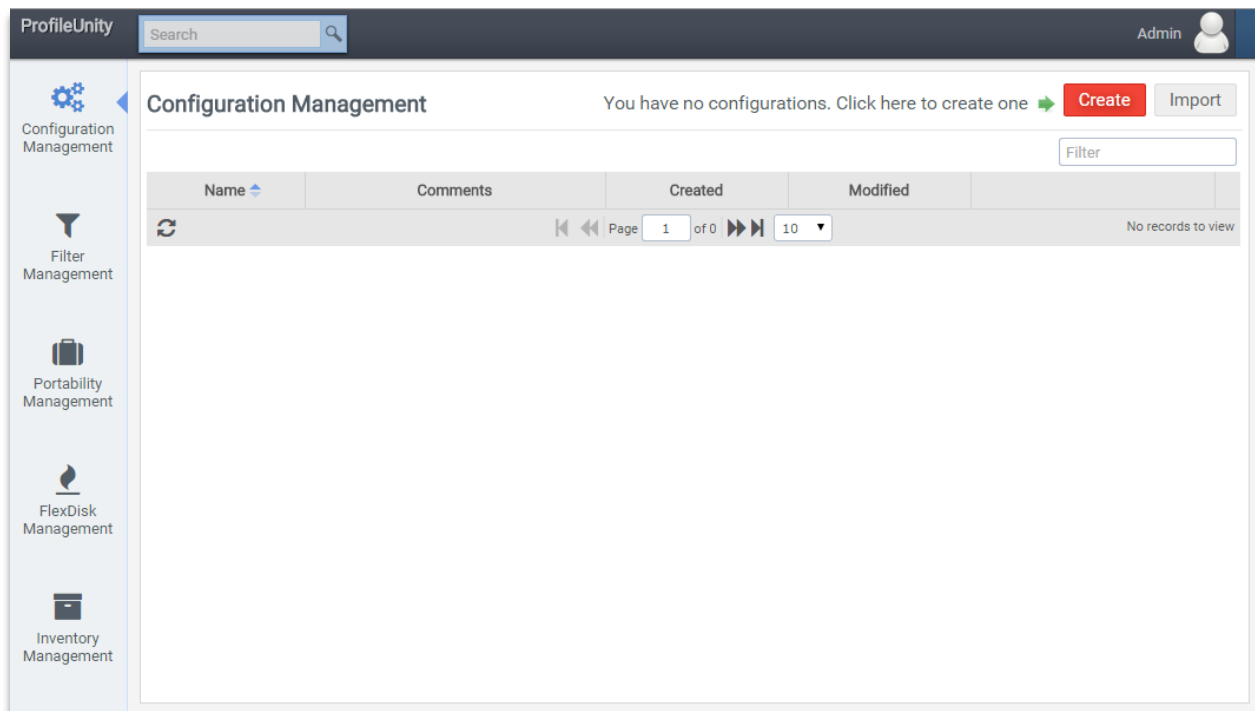 ProfileUnity
Search
Admin
Configuration
Management
Filter
Management
Portability
Management
FlexDisk
Management
Inventory
Management
Configuration Management
You have no configurations. Click here to create one
Create
Import
Filter
Name
Comments
Created
Modified
Page 1 of 0 10
No records to view